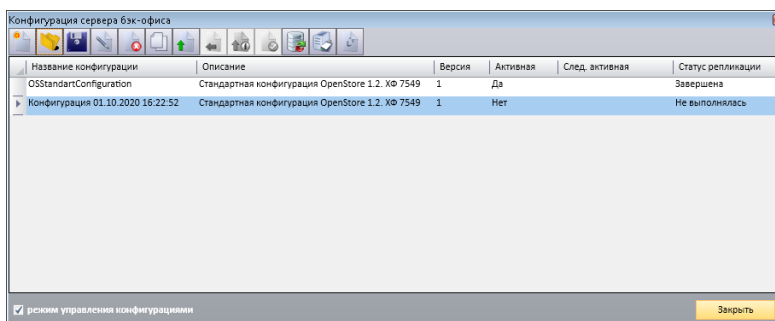 Конфигурация сервера бэк-офиса
Название конфигурации Описание Версия Активная След. активная Статус репликации
OSStandartConfiguration Стандартная конфигурация OpenStore 1.2. ХФ 7549 1 Да Завершена
Конфигурация 01.10.2020 16:22:52 Стандартная конфигурация OpenStore 1.2. ХФ 7549 1 Нет Не выполнялась
режим управления конфигурациями Закрыть